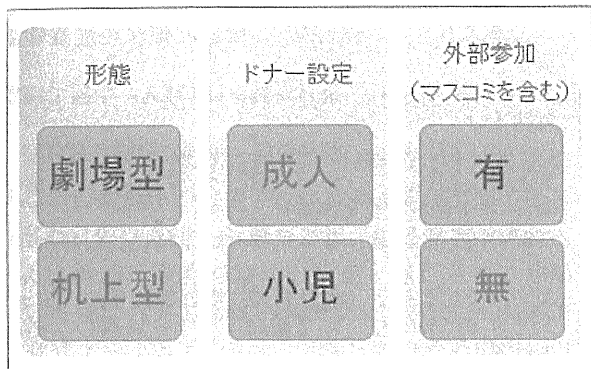 形態
劇場型
机上型
ドナー設定
成人
小児
外部参加
(マスコミを含む)
有
無